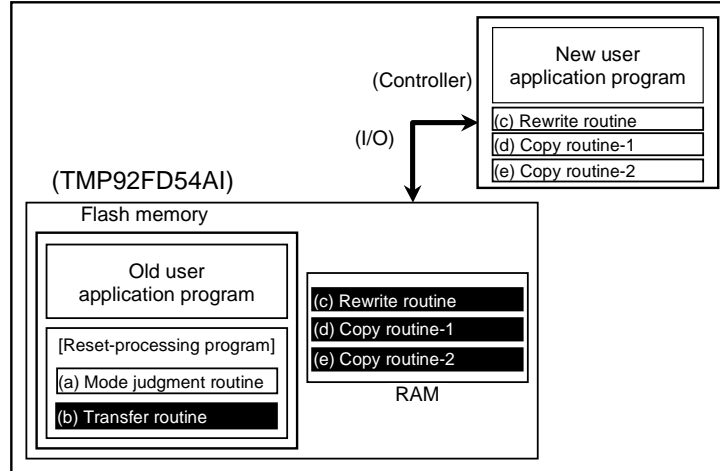 New user
application program
(Controller)
(c) Rewrite routine
(d) Copy routine-1
(e) Copy routine-2
(I/O)
(TMP92FD54AI)
Flash memory
Old user
application program
[Reset-processing program]
(a) Mode judgment routine
(b) Transfer routine
(c) Rewrite routine
(d) Copy routine-1
(e) Copy routine-2
RAM